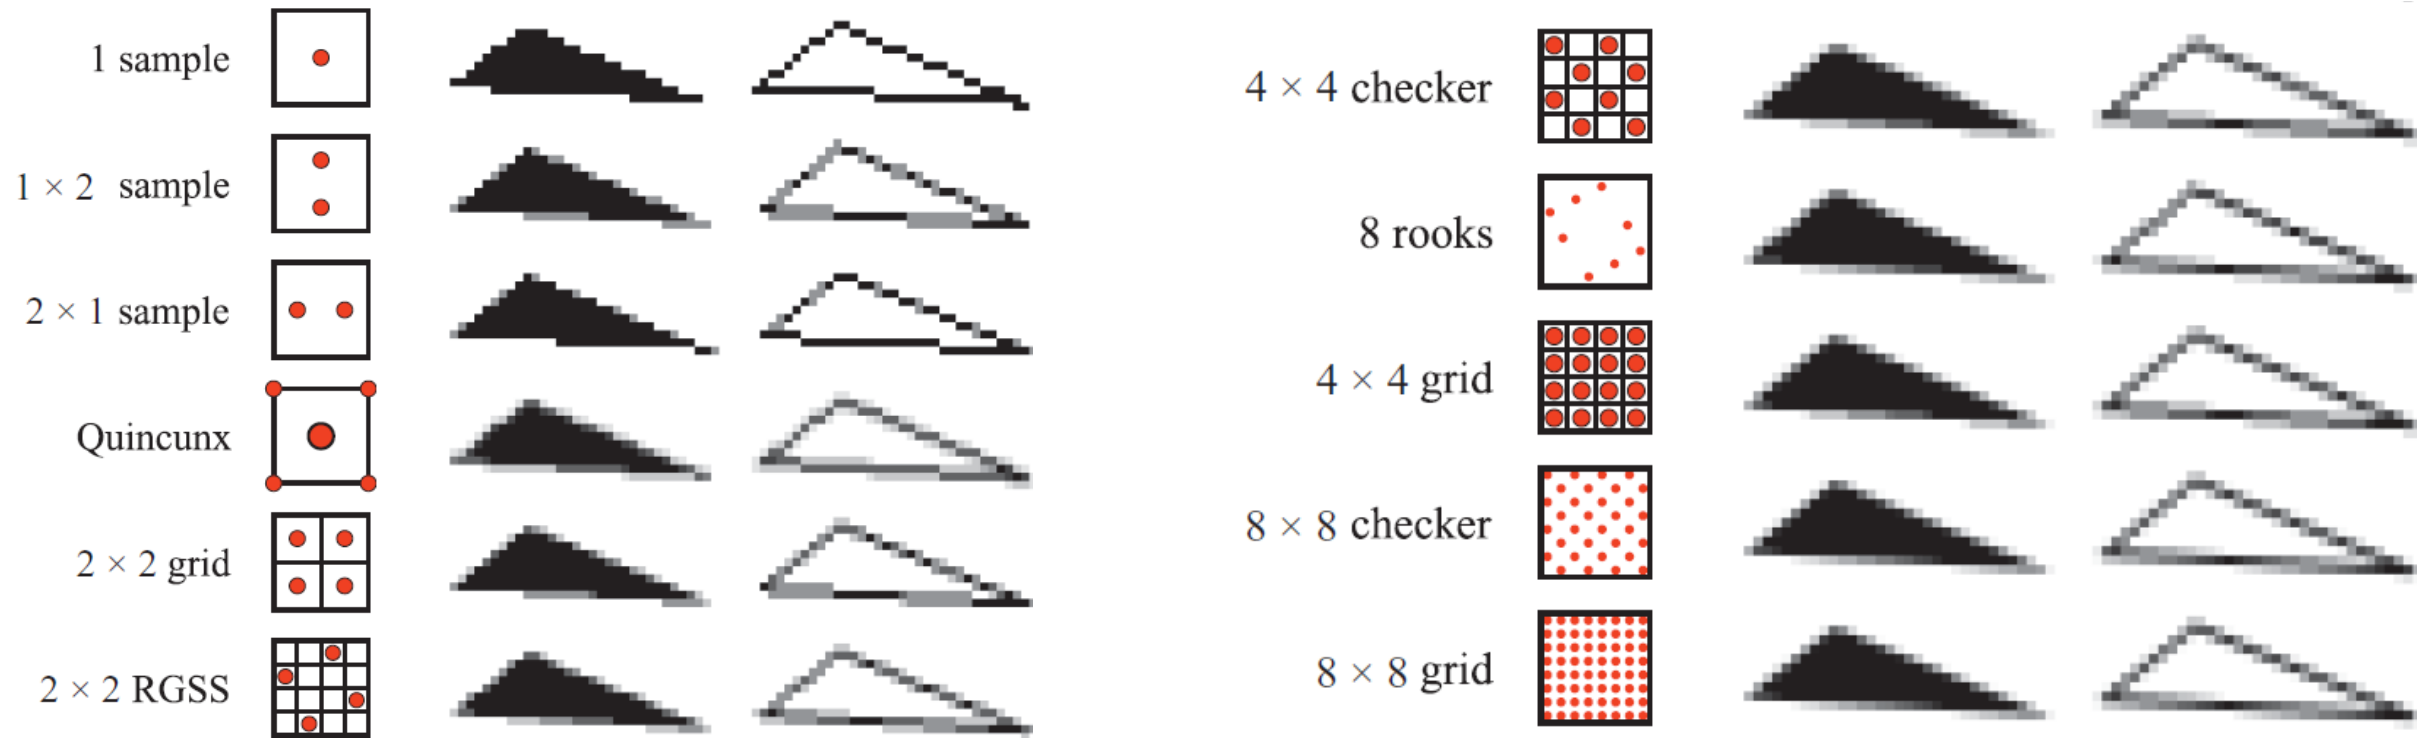 1 sample
1 × 2 sample
2 × 1 sample
Quincunx
2 × 2 grid
2 × 2 RGSS
4 × 4 checker
8 rooks
4 × 4 grid
8 × 8 checker
8 × 8 grid